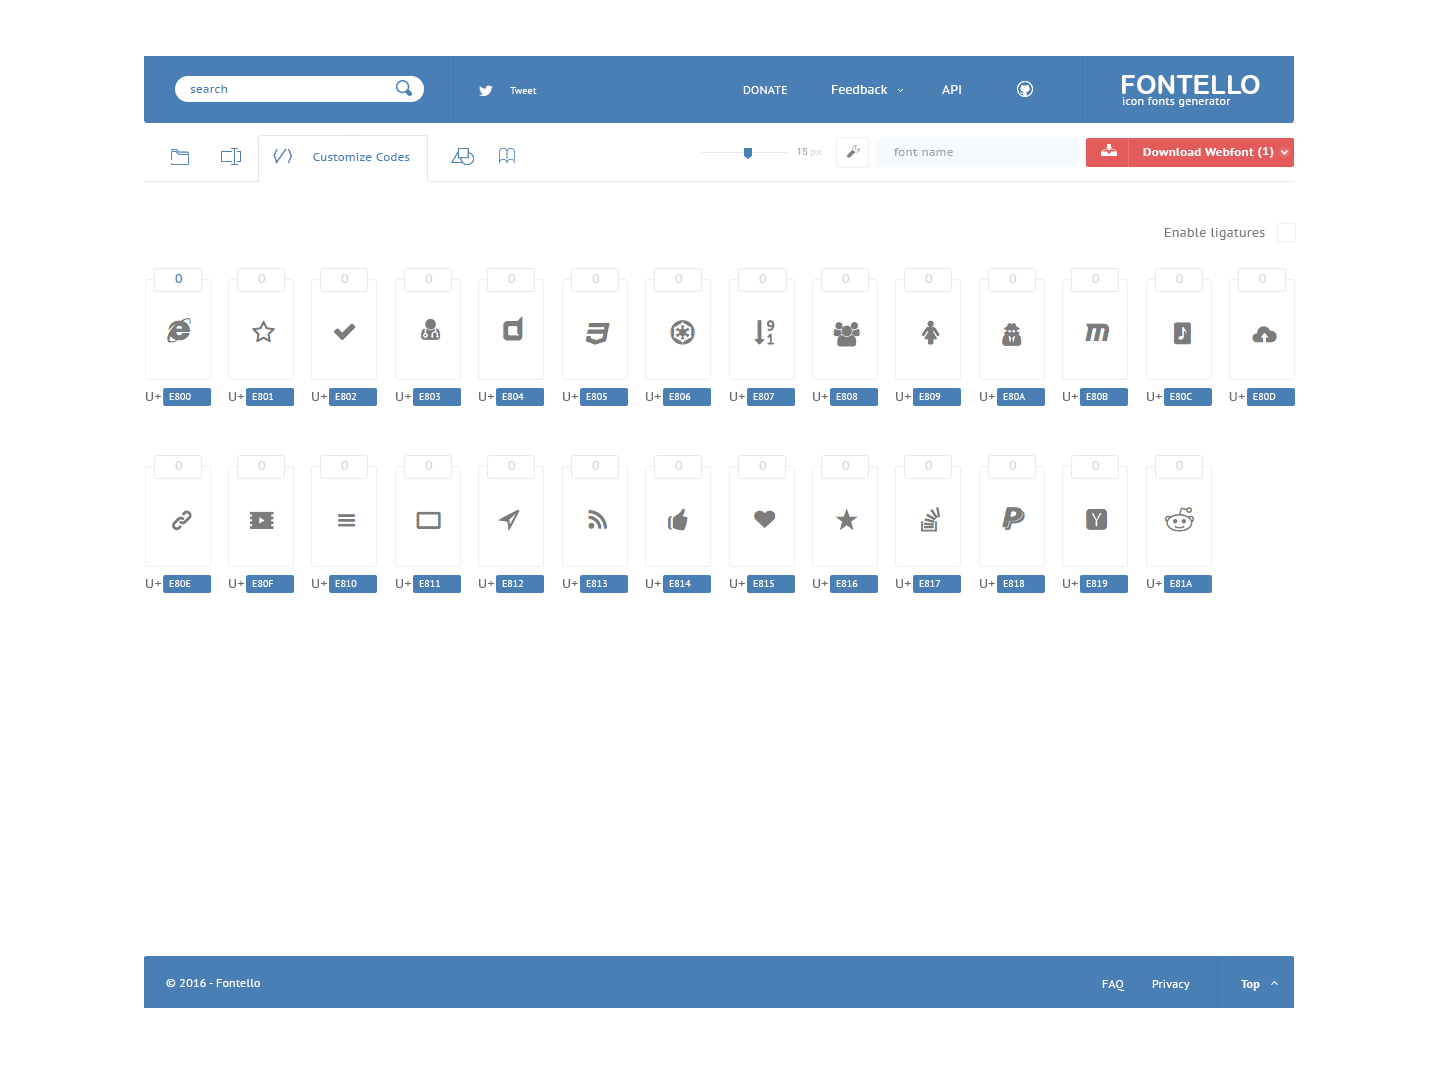 search
Tweet
DONATE
Feedback
API
FONTELLO
icon fonts generator
Customize Codes
15 px
font name
Download Webfont (1)
Enable ligatures
0 0 0 0 0 0 0 0 0 0 0 0 0 0
9
1
U+ E800 U+ E801 U+ E802 U+ E803 U+ E804 U+ E805 U+ E806 U+ E807 U+ E808 U+ E809 U+ E80A U+ E80B U+ E80C U+ E80D
0 0 0 0 0 0 0 0 0 0 0 0 0
U+ E80E U+ E80F U+ E810 U+ E811 U+ E812 U+ E813 U+ E814 U+ E815 U+ E816 U+ E817 U+ E818 U+ E819 U+ E81A
© 2016 - Fontello
FAQ
Privacy
Top